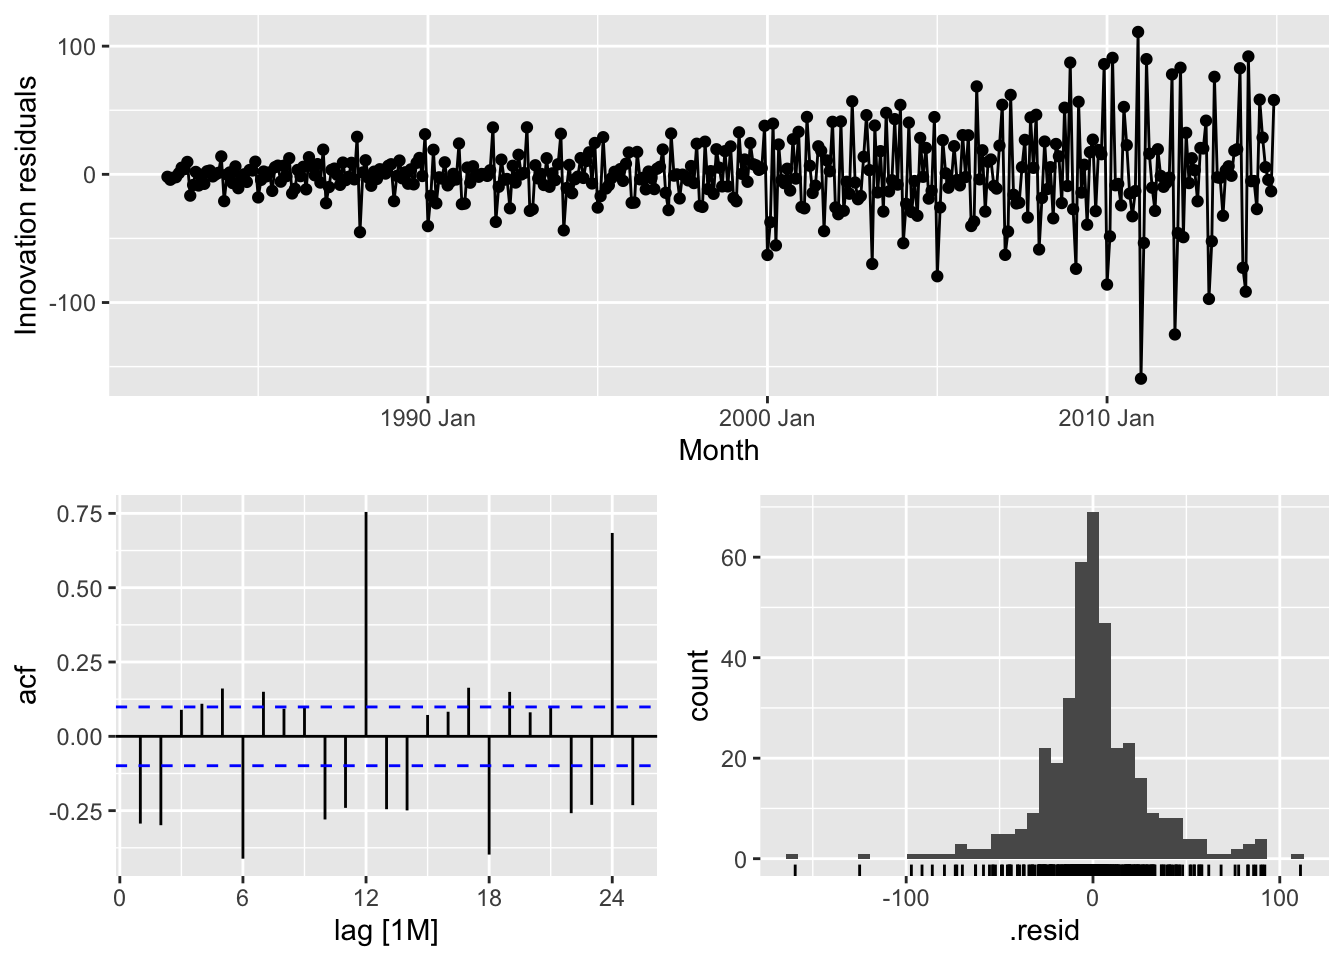 Innovation residuals
100
0
-100
1990 Jan
2000 Jan
2010 Jan
Month
acf
0.75
0.50
0.25
0.00
-0.25
0
6
12
18
24
lag [1M]
count
60
40
20
0
-100
0
100
.resid